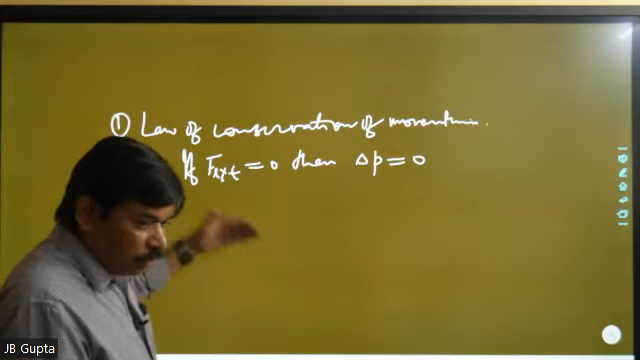 ① Law of conservation of momentum.
If Fext = 0 then Δp = 0
JB Gupta